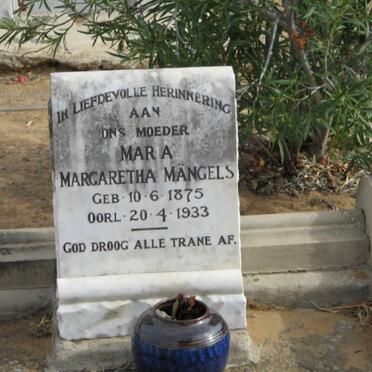 IN LIEFDEVOLLE HERINNERING
AAN
ONS MOEDER
MARIA
MARGARETHA MÄNGELS
GEB·10·6·1875
OORL·20·4·1933
GOD DROOG ALLE TRANE AF.